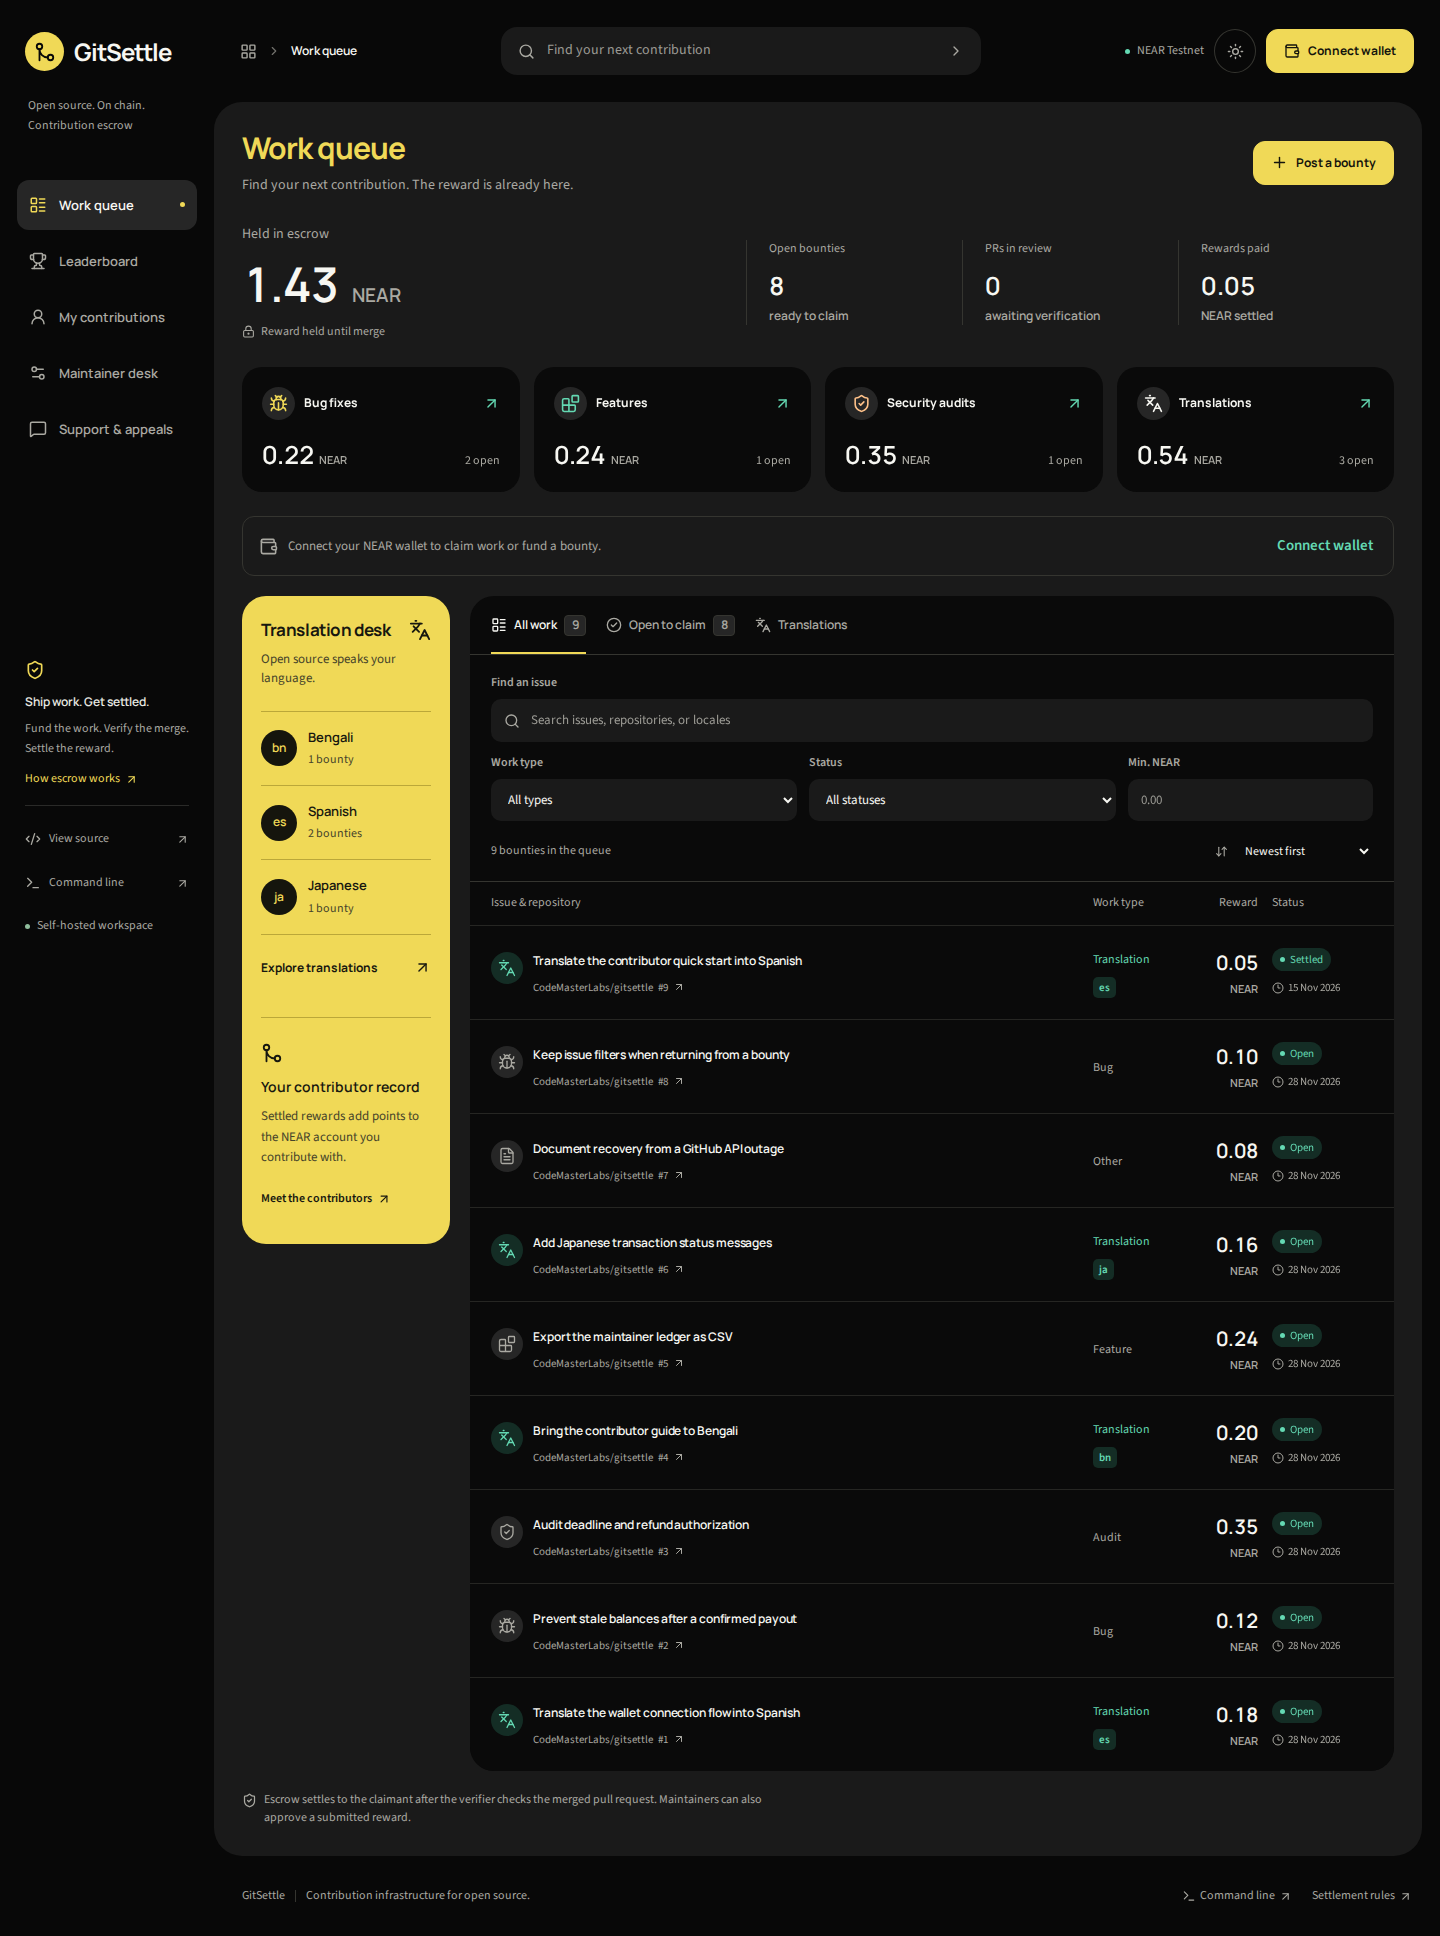 GitSettle
Work queue
Find your next contribution
NEAR Testnet
Connect wallet
Open source. On chain.
Contribution escrow
Work queue
Leaderboard
My contributions
Maintainer desk
Support & appeals
Ship work. Get settled.
Fund the work. Verify the merge.
Settle the reward.
How escrow works
View source
Command line
Self-hosted workspace
Work queue
Find your next contribution. The reward is already here.
Post a bounty
Held in escrow
1.43 NEAR
Reward held until merge
Open bounties
8
ready to claim
PRs in review
0
awaiting verification
Rewards paid
0.05
NEAR settled
Bug fixes
0.22 NEAR
2 open
Features
0.24 NEAR
1 open
Security audits
0.35 NEAR
1 open
Translations
0.54 NEAR
3 open
Connect your NEAR wallet to claim work or fund a bounty.
Connect wallet
Translation desk
Open source speaks your
language.
bn
Bengali
1 bounty
es
Spanish
2 bounties
ja
Japanese
1 bounty
Explore translations
Your contributor record
Settled rewards add points to
the NEAR account you
contribute with.
Meet the contributors
All work 9
Open to claim 8
Translations
Find an issue
Search issues, repositories, or locales
Work type
Status
Min. NEAR
All types
All statuses
0.00
9 bounties in the queue
Newest first
Issue & repository
Work type
Reward
Status
Translate the contributor quick start into Spanish
CodeMasterLabs/gitsettle #9
Translation
es
0.05
NEAR
Settled
15 Nov 2026
Keep issue filters when returning from a bounty
CodeMasterLabs/gitsettle #8
Bug
0.10
NEAR
Open
28 Nov 2026
Document recovery from a GitHub API outage
CodeMasterLabs/gitsettle #7
Other
0.08
NEAR
Open
28 Nov 2026
Add Japanese transaction status messages
CodeMasterLabs/gitsettle #6
Translation
ja
0.16
NEAR
Open
28 Nov 2026
Export the maintainer ledger as CSV
CodeMasterLabs/gitsettle #5
Feature
0.24
NEAR
Open
28 Nov 2026
Bring the contributor guide to Bengali
CodeMasterLabs/gitsettle #4
Translation
bn
0.20
NEAR
Open
28 Nov 2026
Audit deadline and refund authorization
CodeMasterLabs/gitsettle #3
Audit
0.35
NEAR
Open
28 Nov 2026
Prevent stale balances after a confirmed payout
CodeMasterLabs/gitsettle #2
Bug
0.12
NEAR
Open
28 Nov 2026
Translate the wallet connection flow into Spanish
CodeMasterLabs/gitsettle #1
Translation
es
0.18
NEAR
Open
28 Nov 2026
Escrow settles to the claimant after the verifier checks the merged pull request. Maintainers can also
approve a submitted reward.
GitSettle
Contribution infrastructure for open source.
Command line
Settlement rules